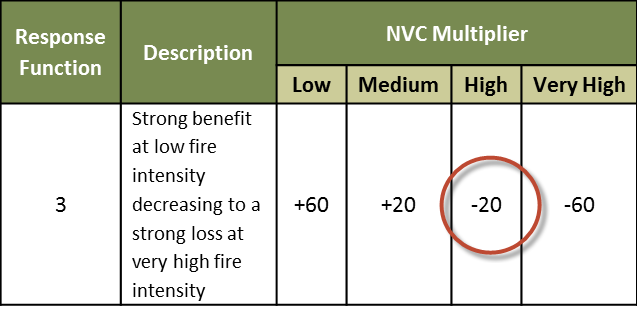 Response Function
Description
NVC Multiplier
Low
Medium
High
Very High
3
Strong benefit
at low fire
intensity
decreasing to a
strong loss at
very high fire
intensity
+60
+20
-20
-60